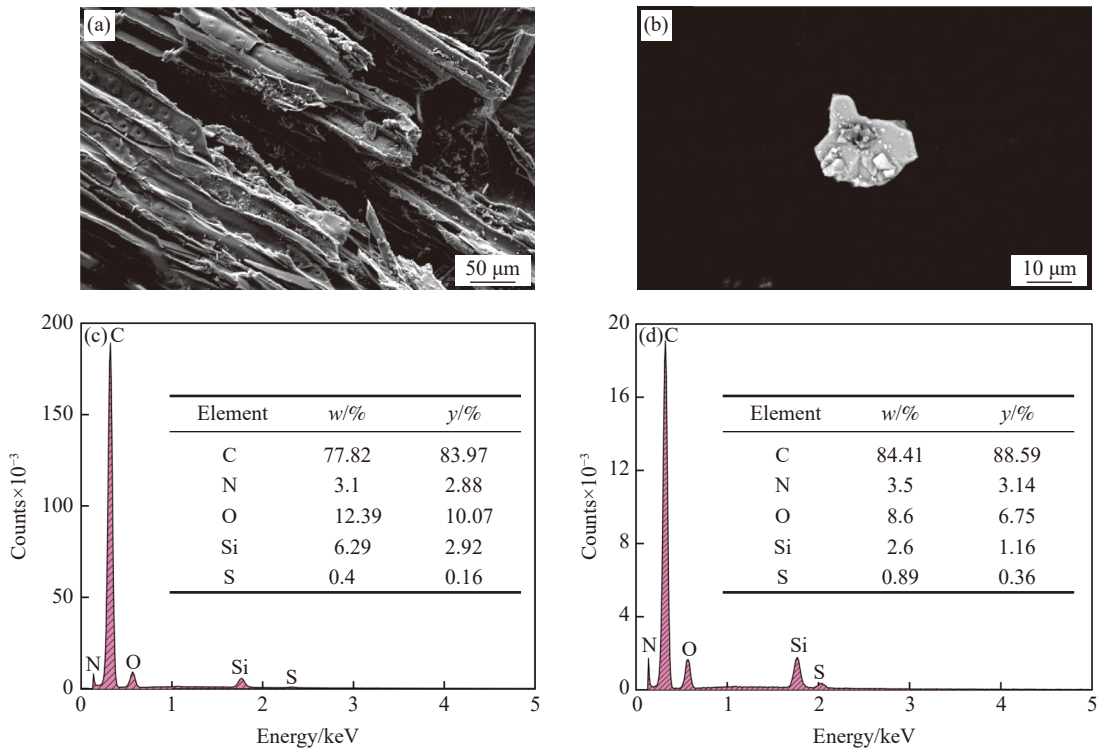 (a)
50 μm
(b)
10 μm
(c) C
200
150
100
50
0
Counts×10⁻³
Element w/% y/%
C 77.82 83.97
N 3.1 2.88
O 12.39 10.07
Si 6.29 2.92
S 0.4 0.16
N O Si S
0 1 2 3 4 5
Energy/keV
(d) C
20
16
12
8
4
0
Counts×10⁻³
Element w/% y/%
C 84.41 88.59
N 3.5 3.14
O 8.6 6.75
Si 2.6 1.16
S 0.89 0.36
N O Si S
0 1 2 3 4 5
Energy/keV